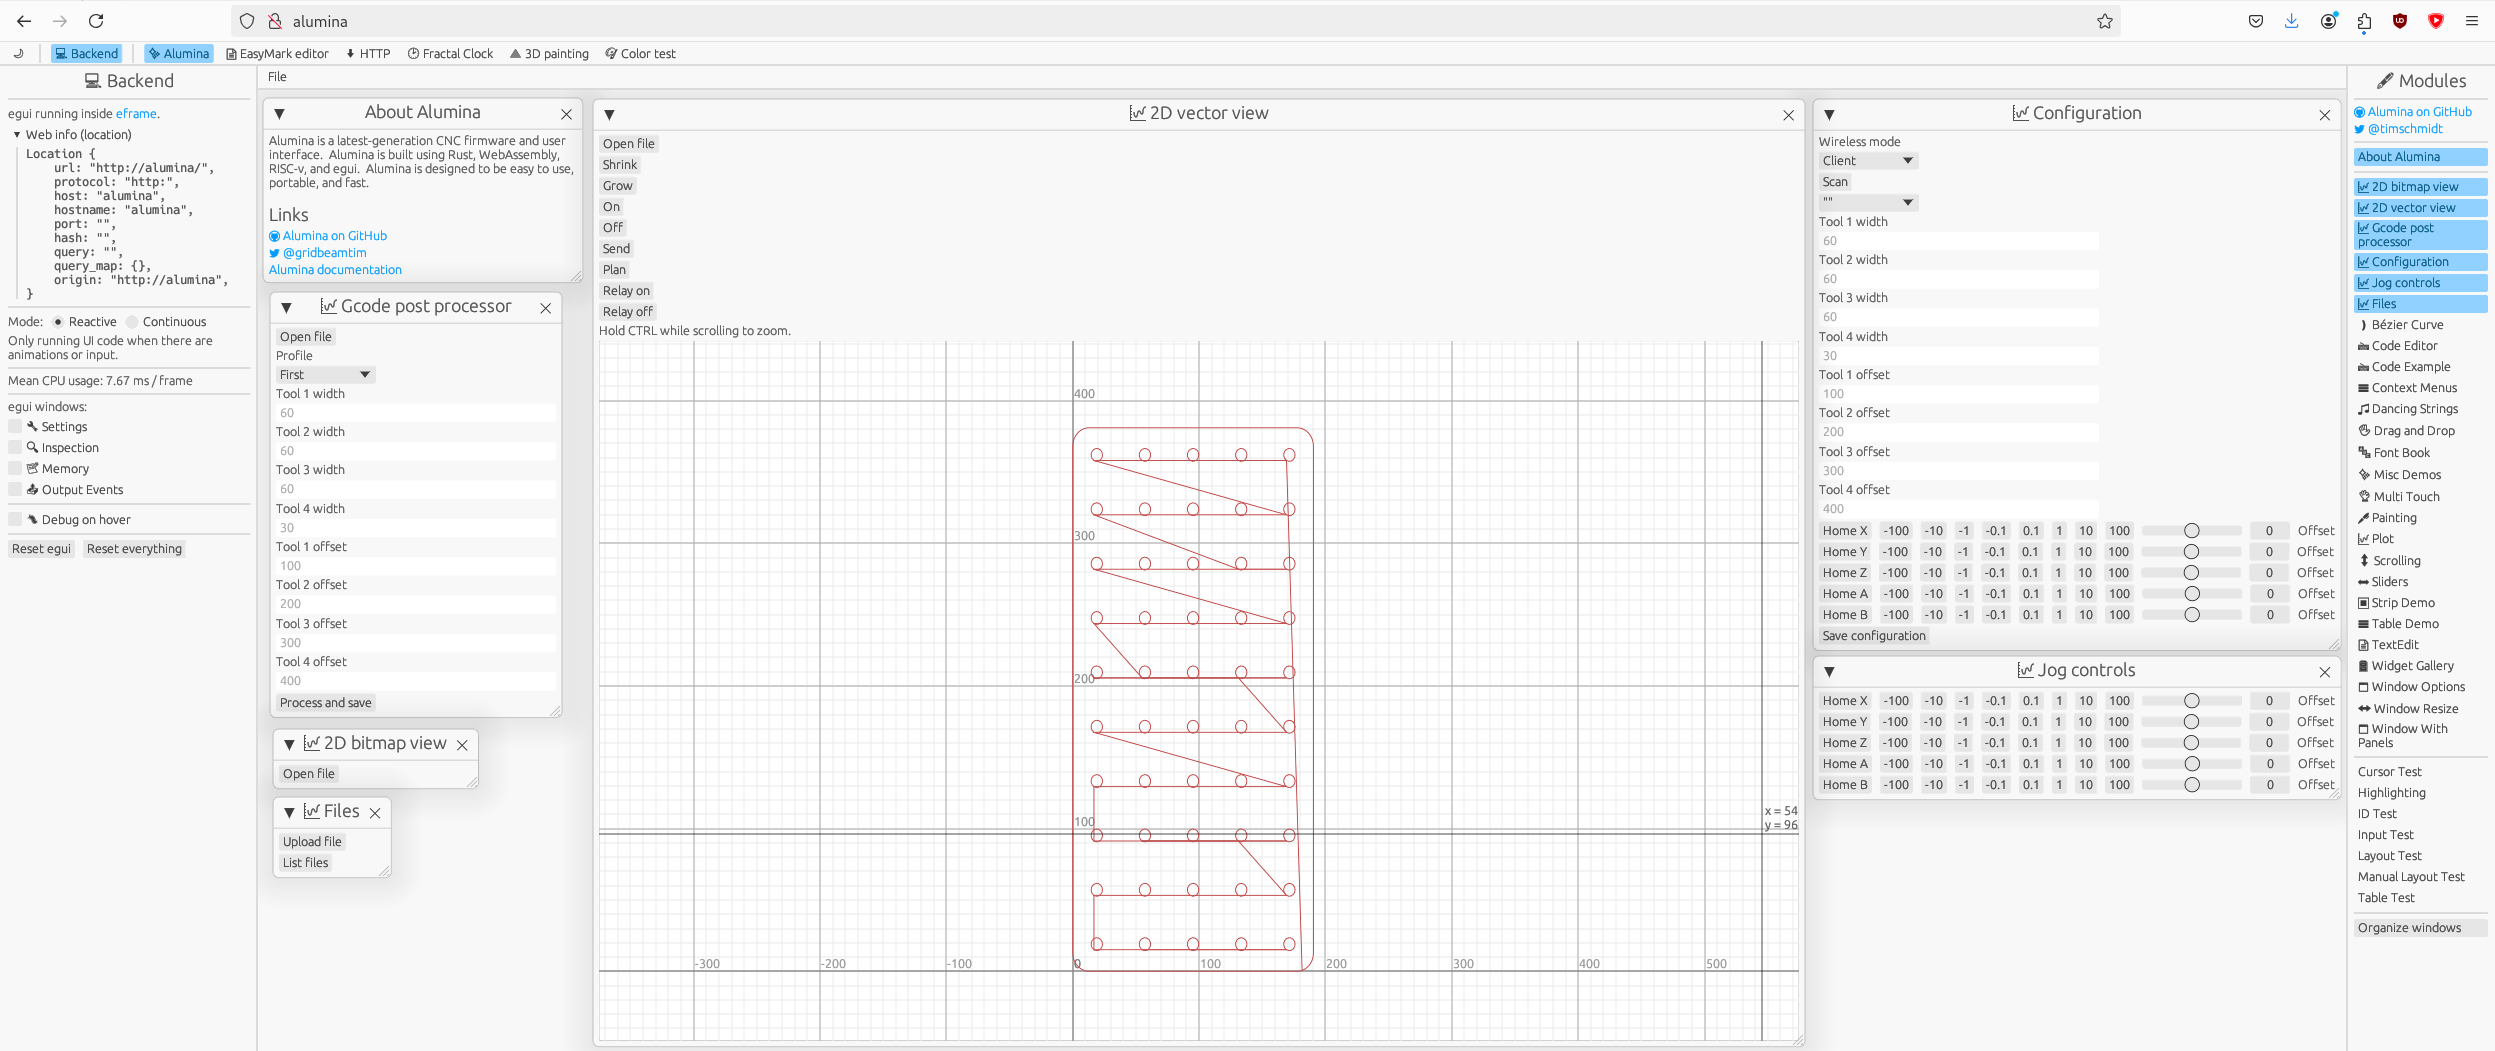 alumina
Backend
Alumina
EasyMark editor
HTTP
Fractal Clock
3D painting
Color test
Backend
egui running inside eframe.
Web info (location)
Location {
url: "http://alumina/",
protocol: "http:",
host: "alumina",
hostname: "alumina",
port: "",
hash: "",
query: "",
query_map: {},
origin: "http://alumina",
}
Mode: Reactive Continuous
Only running UI code when there are
animations or input.
Mean CPU usage: 7.67 ms / frame
egui windows:
Settings
Inspection
Memory
Output Events
Debug on hover
Reset egui Reset everything
File
About Alumina
Alumina is a latest-generation CNC firmware and user
interface. Alumina is built using Rust, WebAssembly,
RISC-v, and egui. Alumina is designed to be easy to use,
portable, and fast.
Links
Alumina on GitHub
@gridbeamtim
Alumina documentation
Gcode post processor
Open file
Profile
First
Tool 1 width
60
Tool 2 width
60
Tool 3 width
60
Tool 4 width
30
Tool 1 offset
100
Tool 2 offset
200
Tool 3 offset
300
Tool 4 offset
400
Process and save
2D bitmap view
Open file
Files
Upload file
List files
2D vector view
Open file
Shrink
Grow
On
Off
Send
Plan
Relay on
Relay off
Hold CTRL while scrolling to zoom.
400
300
200
100
x = 54
y = 96
-300 -200 -100 0 100 200 300 400 500
Configuration
Wireless mode
Client
Scan
""
Tool 1 width
60
Tool 2 width
60
Tool 3 width
60
Tool 4 width
30
Tool 1 offset
100
Tool 2 offset
200
Tool 3 offset
300
Tool 4 offset
400
Home X -100 -10 -1 -0.1 0.1 1 10 100 0 Offset
Home Y -100 -10 -1 -0.1 0.1 1 10 100 0 Offset
Home Z -100 -10 -1 -0.1 0.1 1 10 100 0 Offset
Home A -100 -10 -1 -0.1 0.1 1 10 100 0 Offset
Home B -100 -10 -1 -0.1 0.1 1 10 100 0 Offset
Save configuration
Jog controls
Home X -100 -10 -1 -0.1 0.1 1 10 100 0 Offset
Home Y -100 -10 -1 -0.1 0.1 1 10 100 0 Offset
Home Z -100 -10 -1 -0.1 0.1 1 10 100 0 Offset
Home A -100 -10 -1 -0.1 0.1 1 10 100 0 Offset
Home B -100 -10 -1 -0.1 0.1 1 10 100 0 Offset
Modules
Alumina on GitHub
@timschmidt
About Alumina
2D bitmap view
2D vector view
Gcode post
processor
Configuration
Jog controls
Files
Bézier Curve
Code Editor
Code Example
Context Menus
Dancing Strings
Drag and Drop
Font Book
Misc Demos
Multi Touch
Painting
Plot
Scrolling
Sliders
Strip Demo
Table Demo
TextEdit
Widget Gallery
Window Options
Window Resize
Window With
Panels
Cursor Test
Highlighting
ID Test
Input Test
Layout Test
Manual Layout Test
Table Test
Organize windows